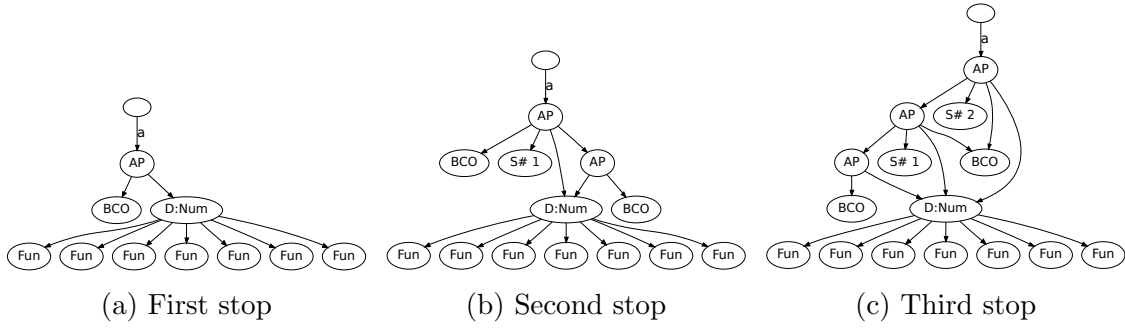 a
AP
BCO D:Num
Fun Fun Fun Fun Fun Fun Fun
(a) First stop
a
AP
BCO S# 1 AP
D:Num BCO
Fun Fun Fun Fun Fun Fun Fun
(b) Second stop
a
AP
AP S# 2
AP S# 1 BCO
BCO D:Num
Fun Fun Fun Fun Fun Fun Fun
(c) Third stop